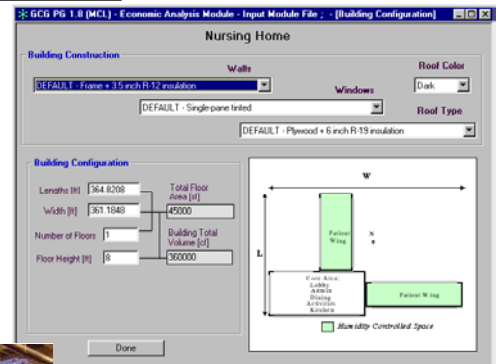 GCG PG 1.8 (MCL) - Economic Analysis Module - Input Module File ; - [Building Configuration]
Nursing Home
Building Construction
Walls
Roof Color
DEFAULT - Frame + 3.5 inch R-12 insulation
Windows
Dark
DEFAULT - Single-pane tinted
Roof Type
DEFAULT - Plywood + 6 inch R-19 insulation
Building Configuration
Lengths [ft] 364.8208
Total Floor Area [sf]
Width [ft] 361.1848
45000
Number of Floors 1
Building Total Volume [cf]
Floor Height [ft] 8
360000
W
L
Patient
Wing
N
Core Area:
Lobby
Admin
Dining
Activities
Kitchen
Patient Wing
Humidity Controlled Space
Done